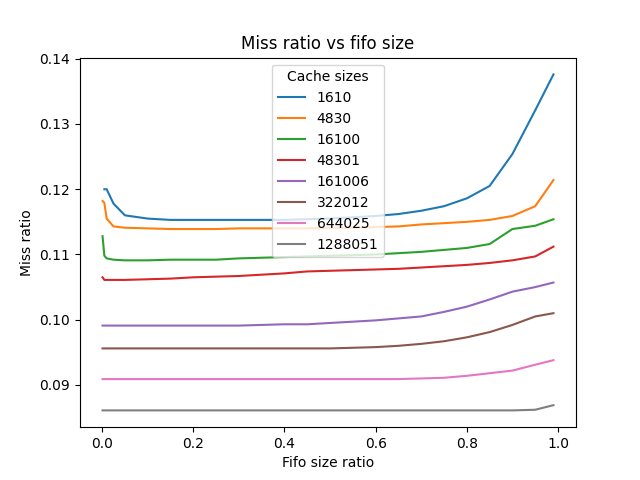 Miss ratio vs fifo size
Cache sizes
1610
4830
16100
48301
161006
322012
644025
1288051
0.14
0.13
0.12
0.11
0.10
0.09
Miss ratio
0.0 0.2 0.4 0.6 0.8 1.0
Fifo size ratio